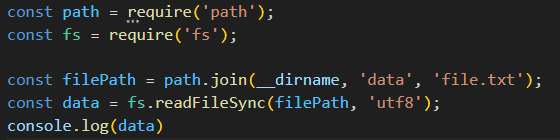 const path = require('path');
const fs = require('fs');
const filePath = path.join(__dirname, 'data', 'file.txt');
const data = fs.readFileSync(filePath, 'utf8');
console.log(data)